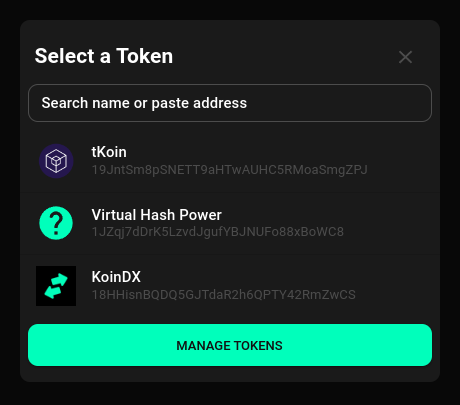 Select a Token
Search name or paste address
tKoin
19JntSm8pSNETT9aHTwAUHC5RMoaSmgZPJ
Virtual Hash Power
1JZqj7dDrK5LzvdJgufYBJNUFo88xBoWC8
KoinDX
18HHisnBQDQ5GJTdaR2h6QPTY42RmZwCS
MANAGE TOKENS